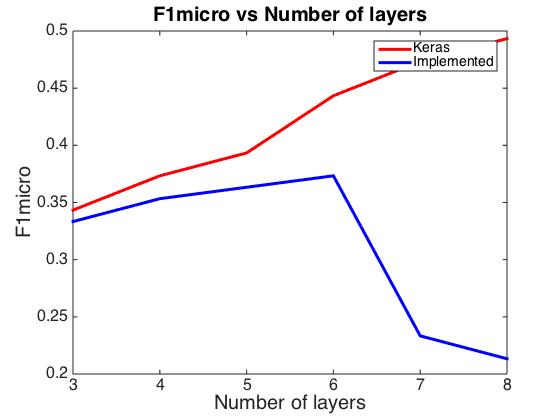 F1micro vs Number of layers
Keras
Implemented
F1micro
0.5
0.45
0.4
0.35
0.3
0.25
0.2
3 4 5 6 7 8
Number of layers